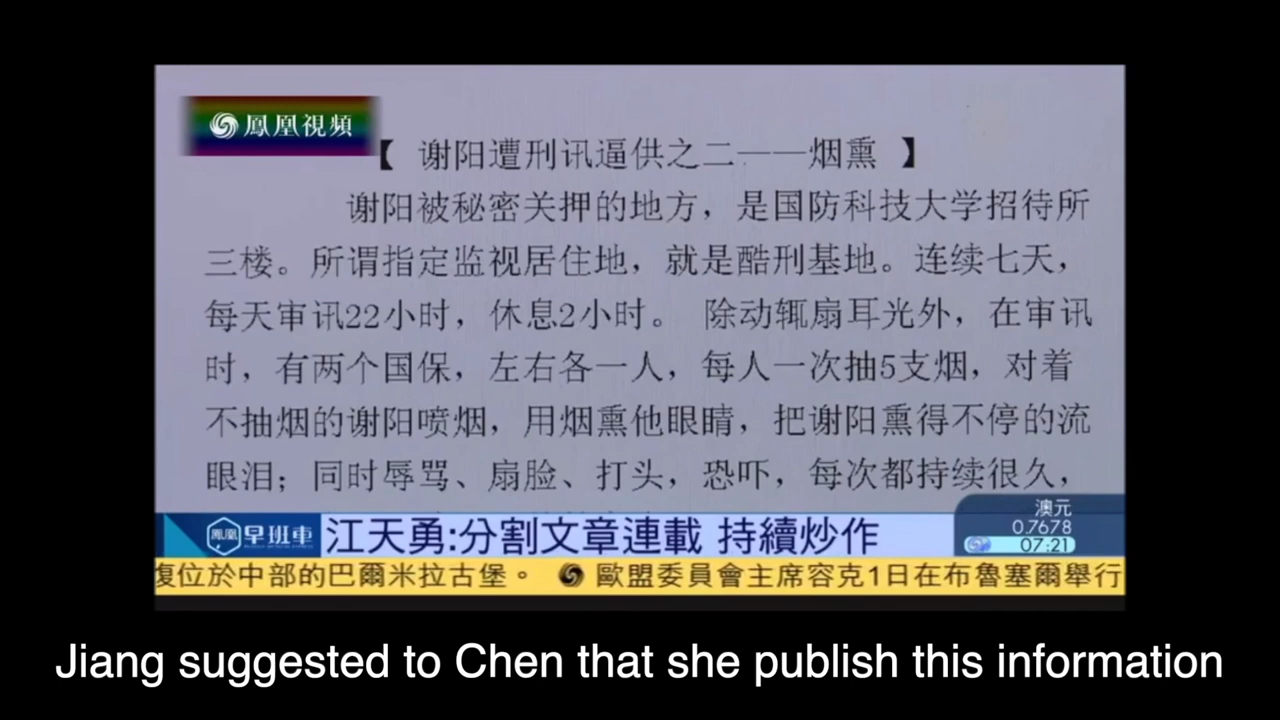 鳳凰視頻
【 谢阳遭刑讯逼供之二——烟熏 】
谢阳被秘密关押的地方，是国防科技大学招待所
三楼。所谓指定监视居住地，就是酷刑基地。连续七天，
每天审讯22小时，休息2小时。 除动辄扇耳光外，在审讯
时，有两个国保，左右各一人，每人一次抽5支烟，对着
不抽烟的谢阳喷烟，用烟熏他眼睛，把谢阳熏得不停的流
眼泪；同时辱骂、扇脸、打头，恐吓，每次都持续很久，
鳳凰
早班車
江天勇:分割文章連載 持續炒作
澳元
0.7678
07:21
復位於中部的巴爾米拉古堡。 歐盟委員會主席容克1日在布魯塞爾舉行
Jiang suggested to Chen that she publish this information